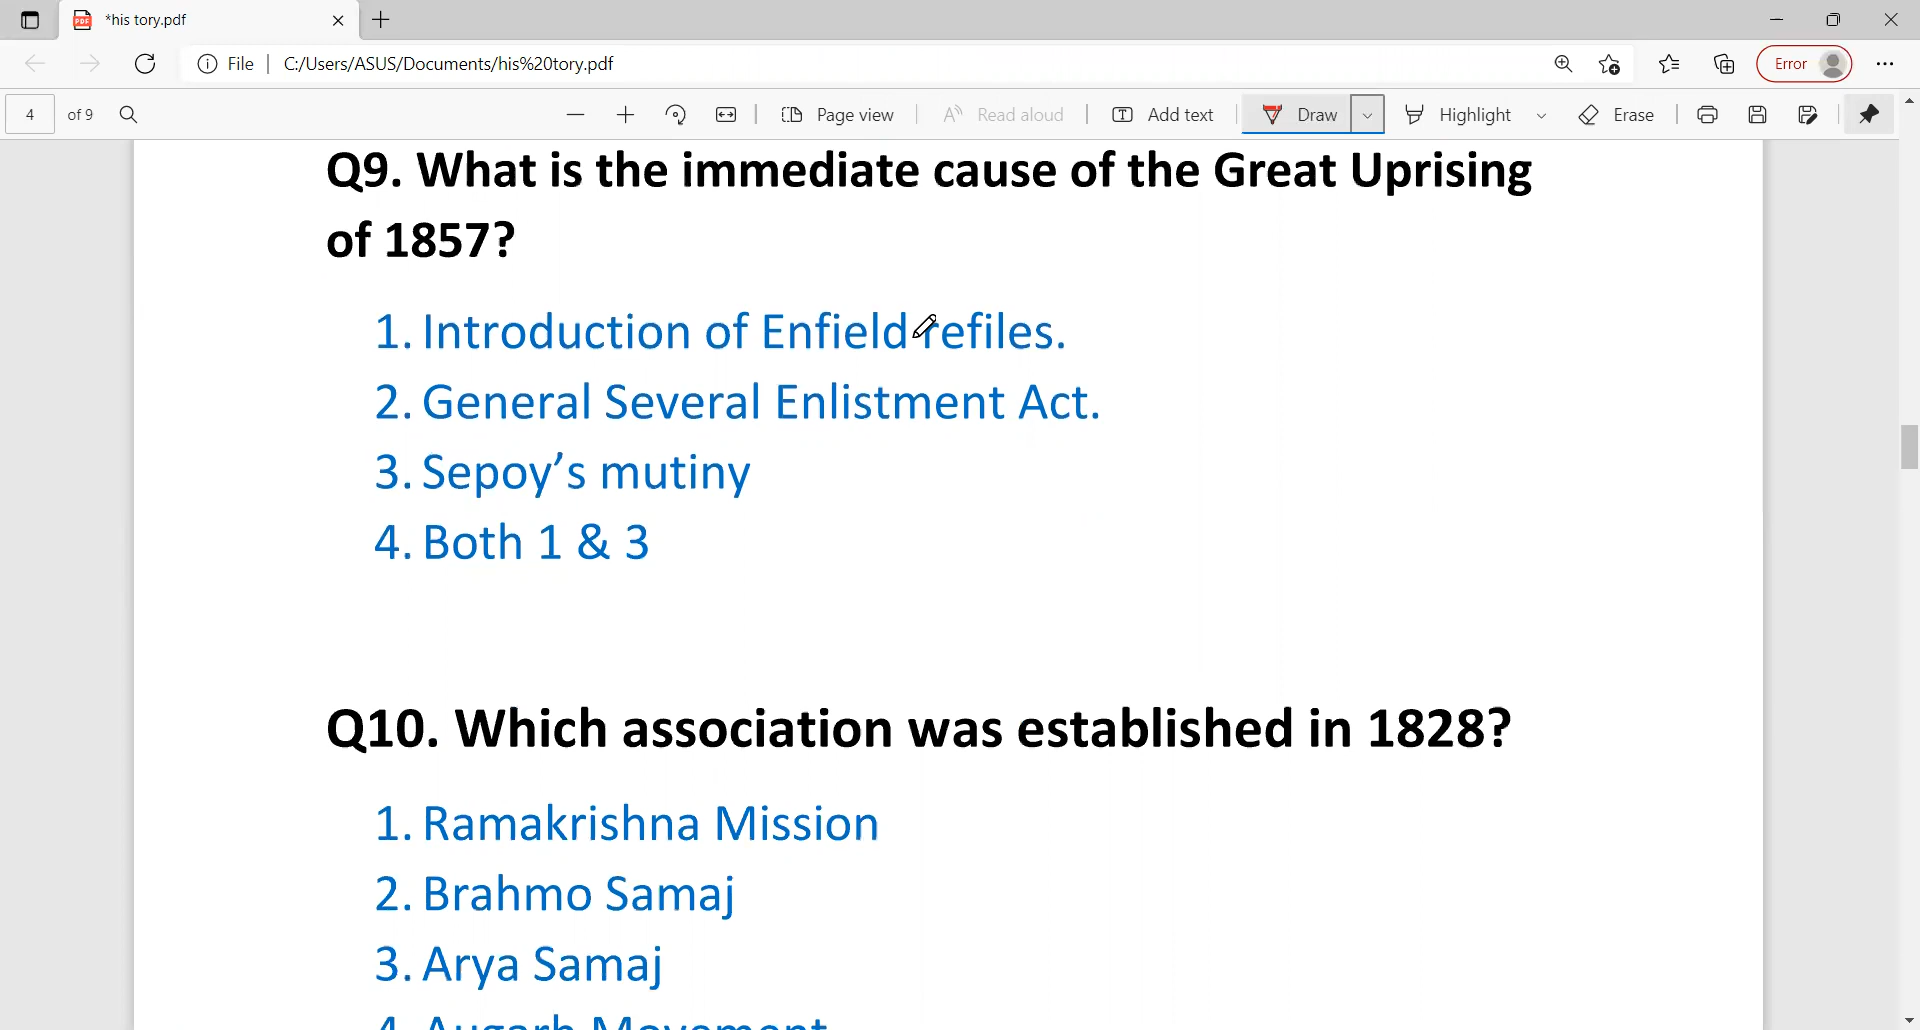 *his tory.pdf
File
C:/Users/ASUS/Documents/his%20tory.pdf
Error
4 of 9
Page view
Read aloud
Add text
Draw
Highlight
Erase
Q9. What is the immediate cause of the Great Uprising
of 1857?
1. Introduction of Enfield refiles.
2. General Several Enlistment Act.
3. Sepoy’s mutiny
4. Both 1 & 3
Q10. Which association was established in 1828?
1. Ramakrishna Mission
2. Brahmo Samaj
3. Arya Samaj